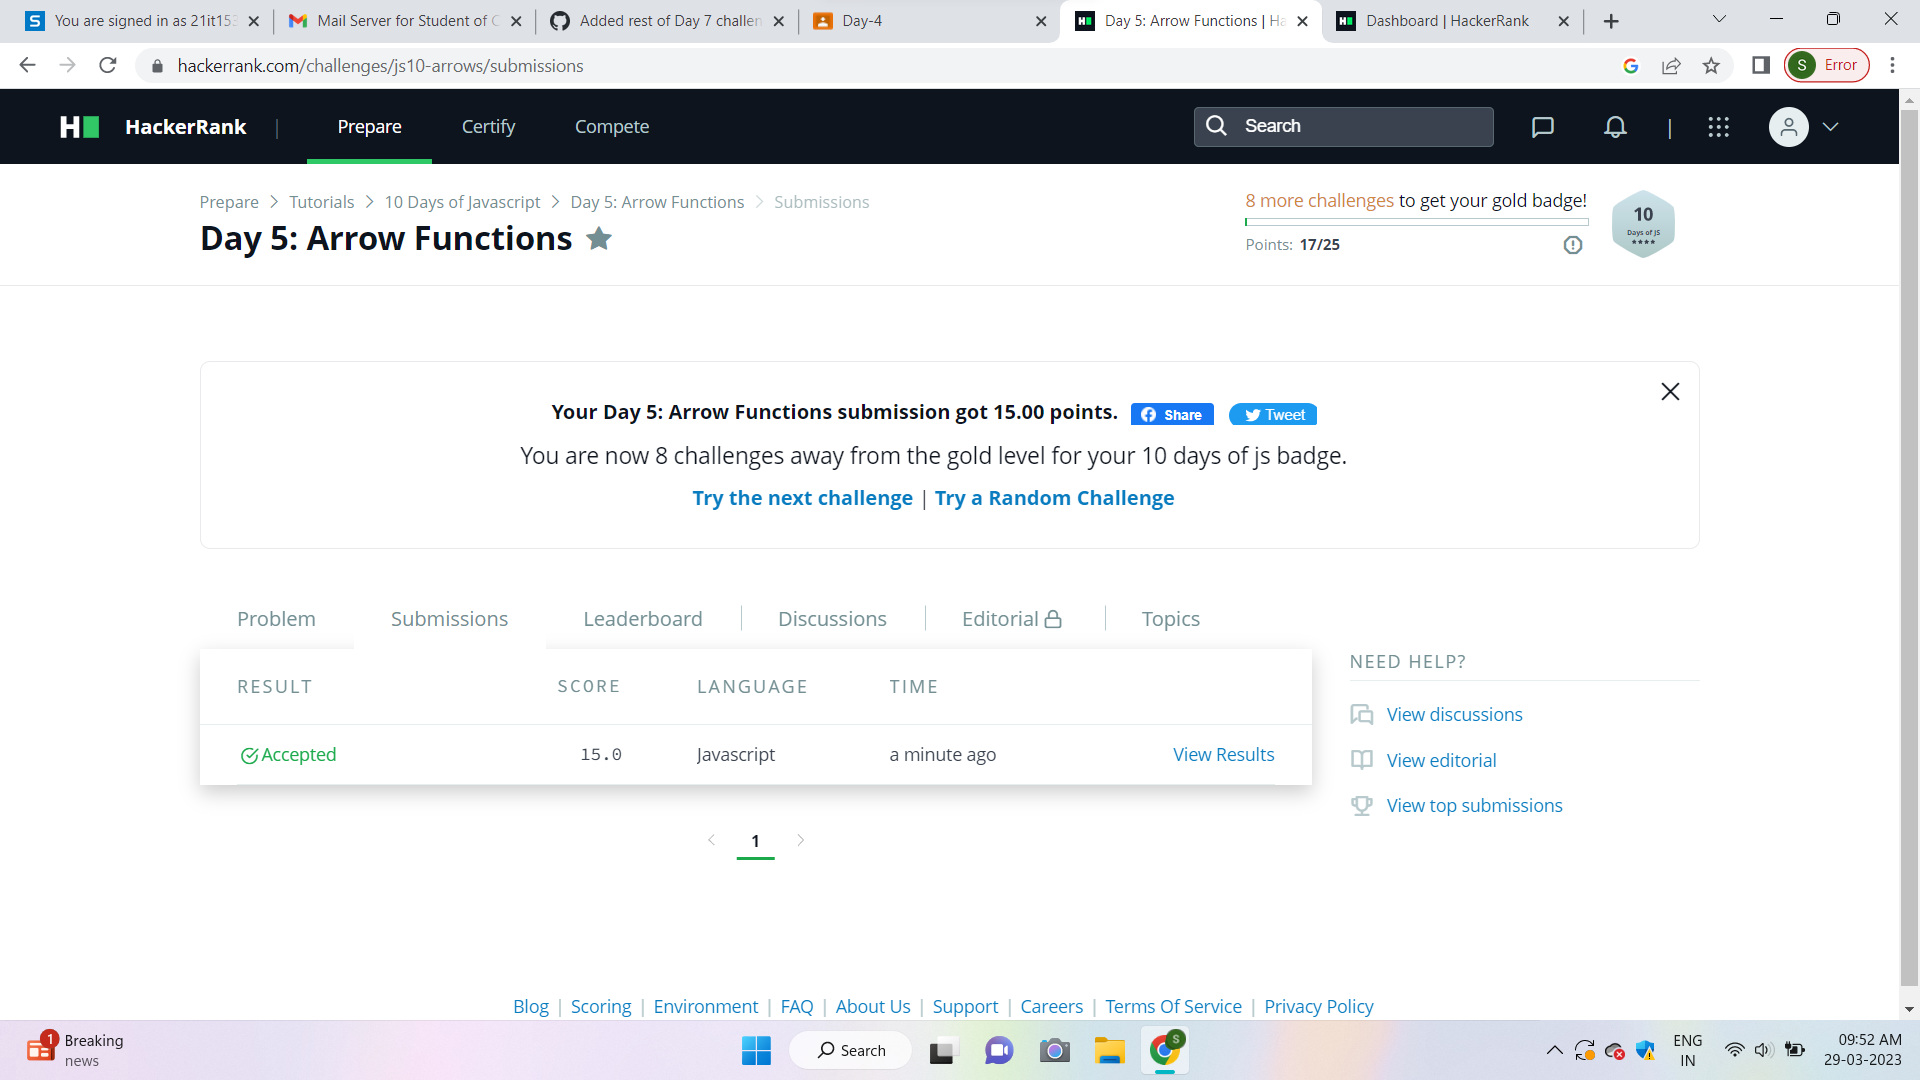 You are signed in as 21it153
Mail Server for Student of C
Added rest of Day 7 challen
Day-4
Day 5: Arrow Functions | Ha
Dashboard | HackerRank
hackerrank.com/challenges/js10-arrows/submissions
S Error
HackerRank
Prepare
Certify
Compete
Search
Prepare > Tutorials > 10 Days of Javascript > Day 5: Arrow Functions > Submissions
Day 5: Arrow Functions
8 more challenges to get your gold badge!
Points: 17/25
10
Days of JS
Your Day 5: Arrow Functions submission got 15.00 points. Share Tweet
You are now 8 challenges away from the gold level for your 10 days of js badge.
Try the next challenge | Try a Random Challenge
Problem
Submissions
Leaderboard
Discussions
Editorial
Topics
RESULT SCORE LANGUAGE TIME
Accepted 15.0 Javascript a minute ago View Results
1
NEED HELP?
View discussions
View editorial
View top submissions
Blog | Scoring | Environment | FAQ | About Us | Support | Careers | Terms Of Service | Privacy Policy
1
Breaking
news
Search
S
ENG
IN
09:52 AM
29-03-2023